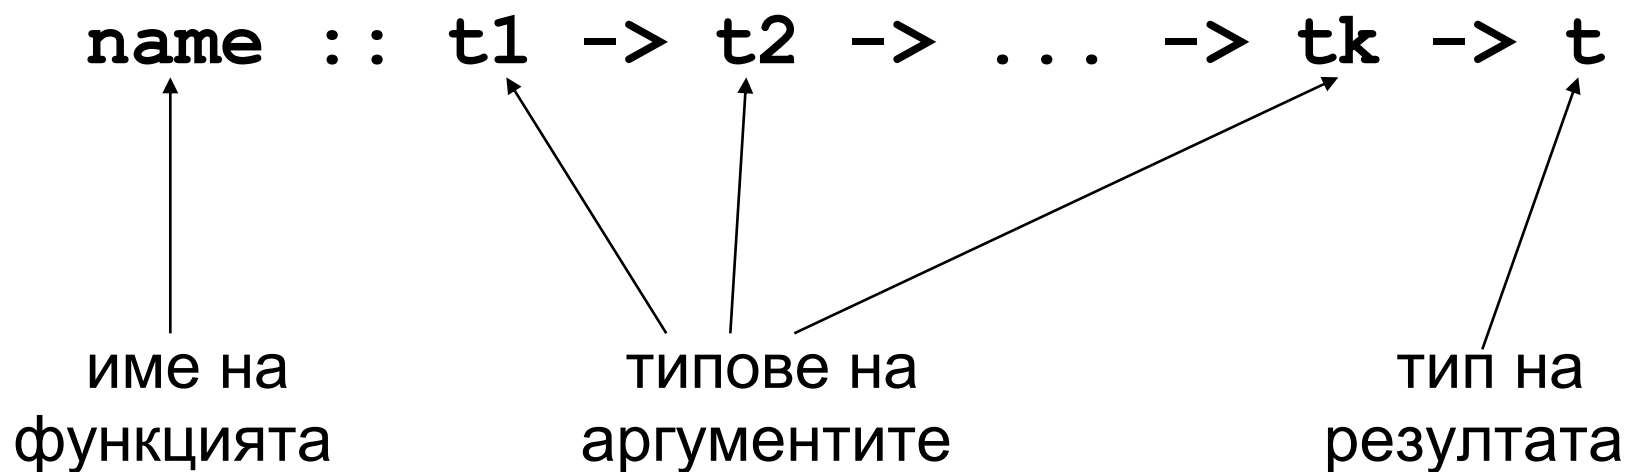 name :: t1 -> t2 -> ... -> tk -> t
име на
функцията
типове на
аргументите
тип на
резултата